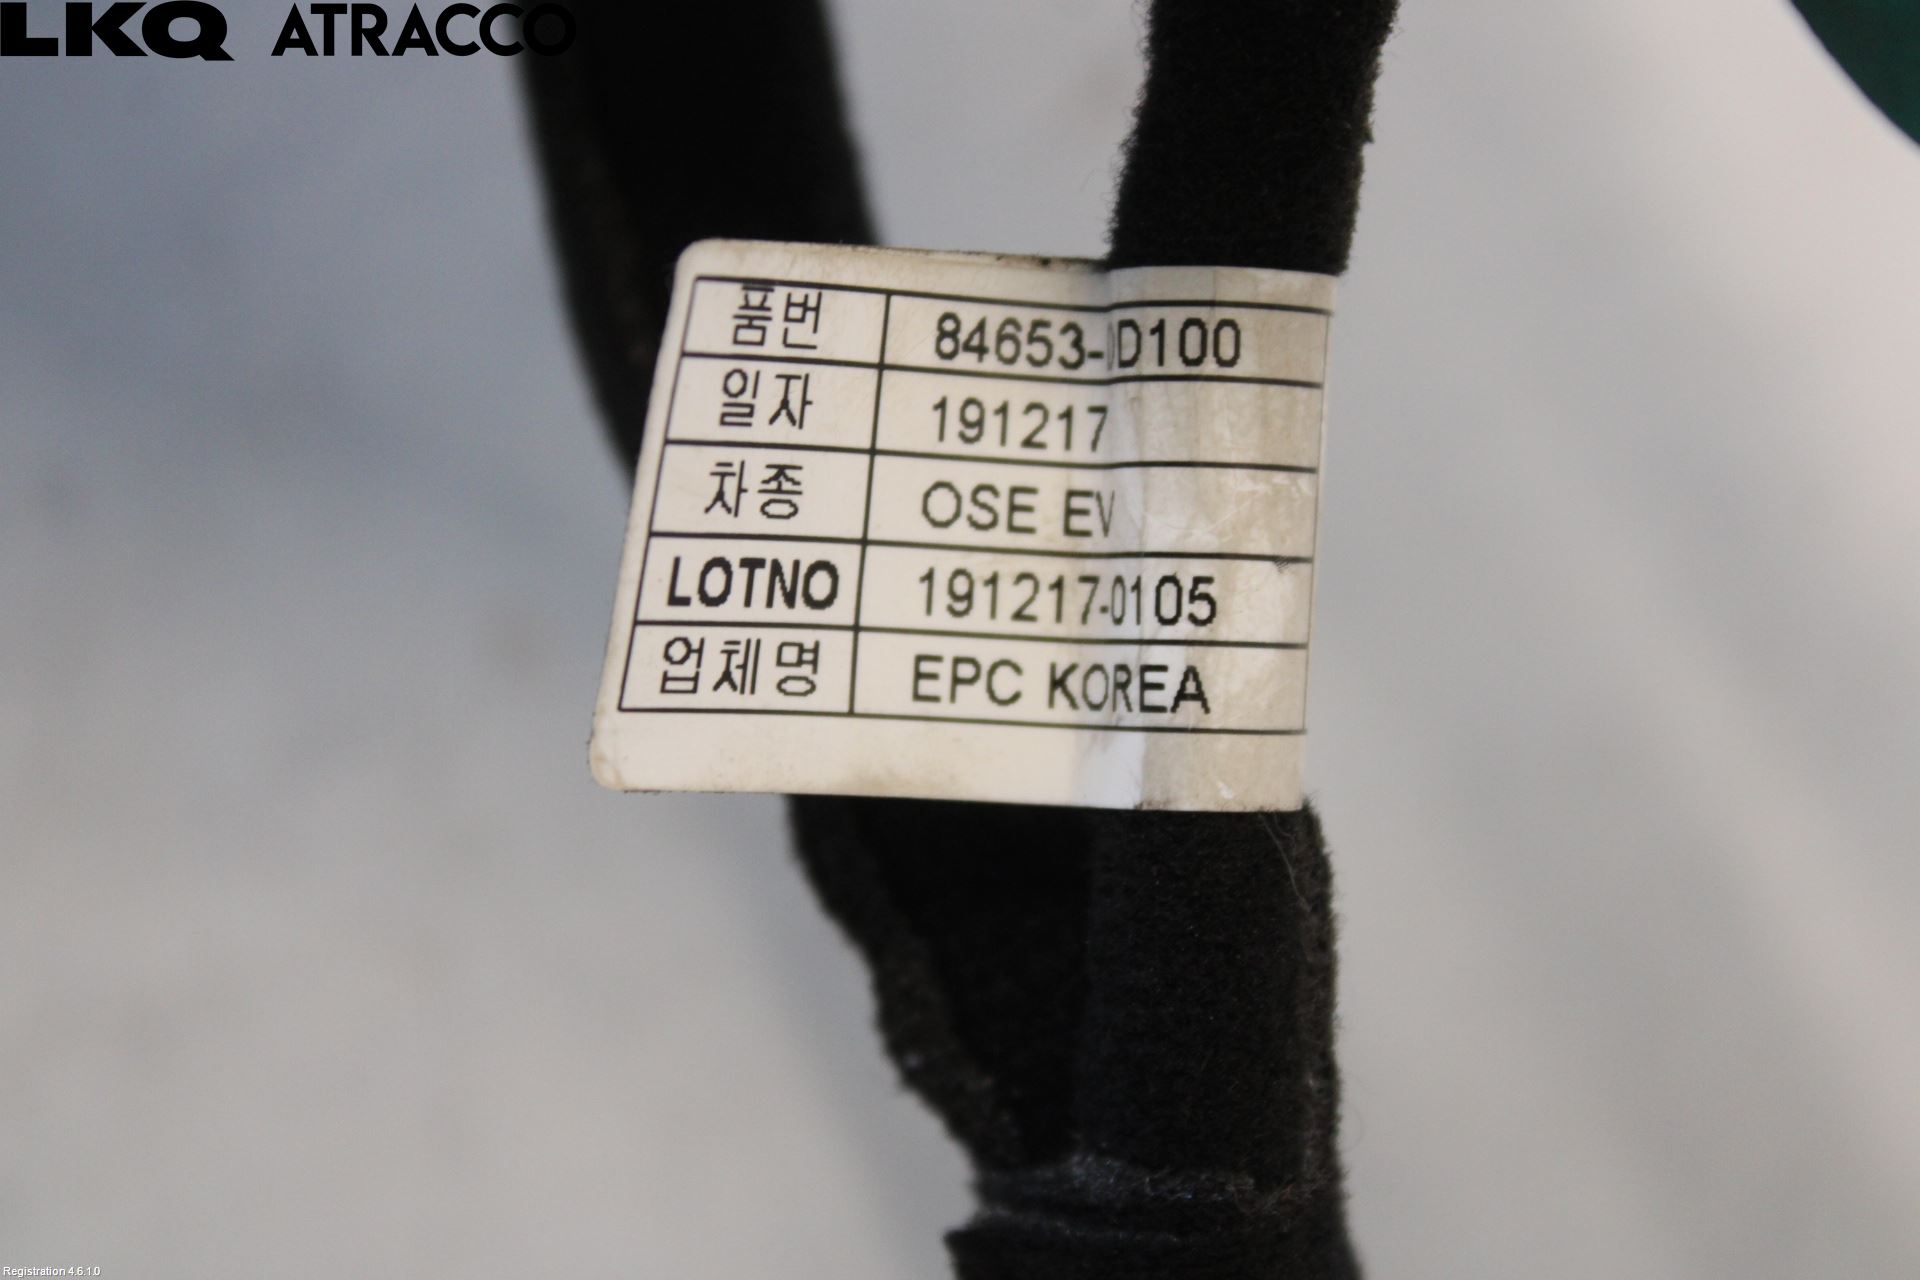 LKQ ATRACCO
품번 84653-DD100
일자 191217
차종 OSE EV
LOTNO 191217-0105
업체명 EPC KOREA
Registration 4.6.1.0